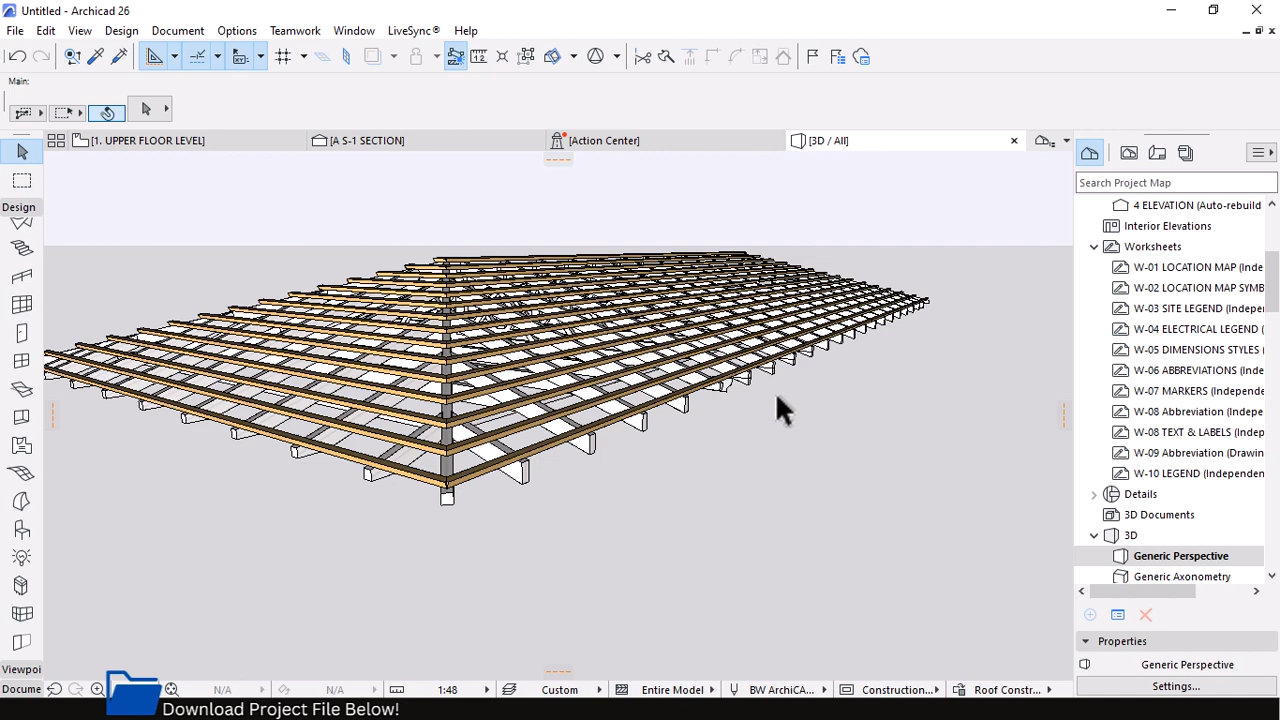 Untitled - Archicad 26
File Edit View Design Document Options Teamwork Window LiveSync® Help
Main:
[1. UPPER FLOOR LEVEL] [A S-1 SECTION] [Action Center] [3D / All]
Search Project Map
4 ELEVATION (Auto-rebuild
Interior Elevations
Worksheets
W-01 LOCATION MAP (Inde
W-02 LOCATION MAP SYMB
W-03 SITE LEGEND (Indepe
W-04 ELECTRICAL LEGEND (
W-05 DIMENSIONS STYLES (
W-06 ABBREVIATIONS (Inde
W-07 MARKERS (Independe
W-08 Abbreviation (Indepe
W-08 TEXT & LABELS (Indep
W-09 Abbreviation (Drawin
W-10 LEGEND (Independen
Details
3D Documents
3D
Generic Perspective
Generic Axonometry
Properties
Generic Perspective
Settings...
Design
Viewpoi
Docume
N/A N/A 1:48 Custom Entire Model BW ArchiCA... Construction... Roof Constr...
Download Project File Below!